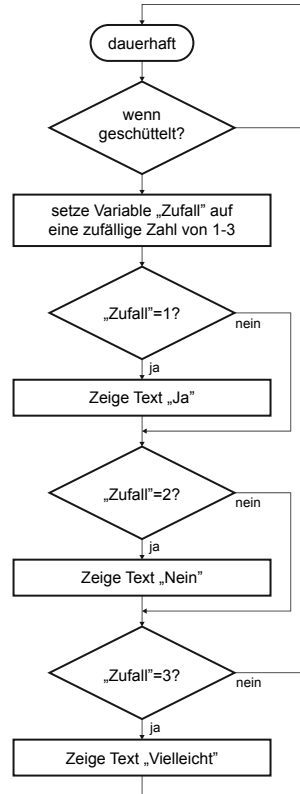 dauerhaft
wenn
geschüttelt?
setze Variable „Zufall” auf
eine zufällige Zahl von 1-3
„Zufall”=1?
nein
ja
Zeige Text „Ja”
„Zufall”=2?
nein
ja
Zeige Text „Nein”
„Zufall”=3?
nein
ja
Zeige Text „Vielleicht”